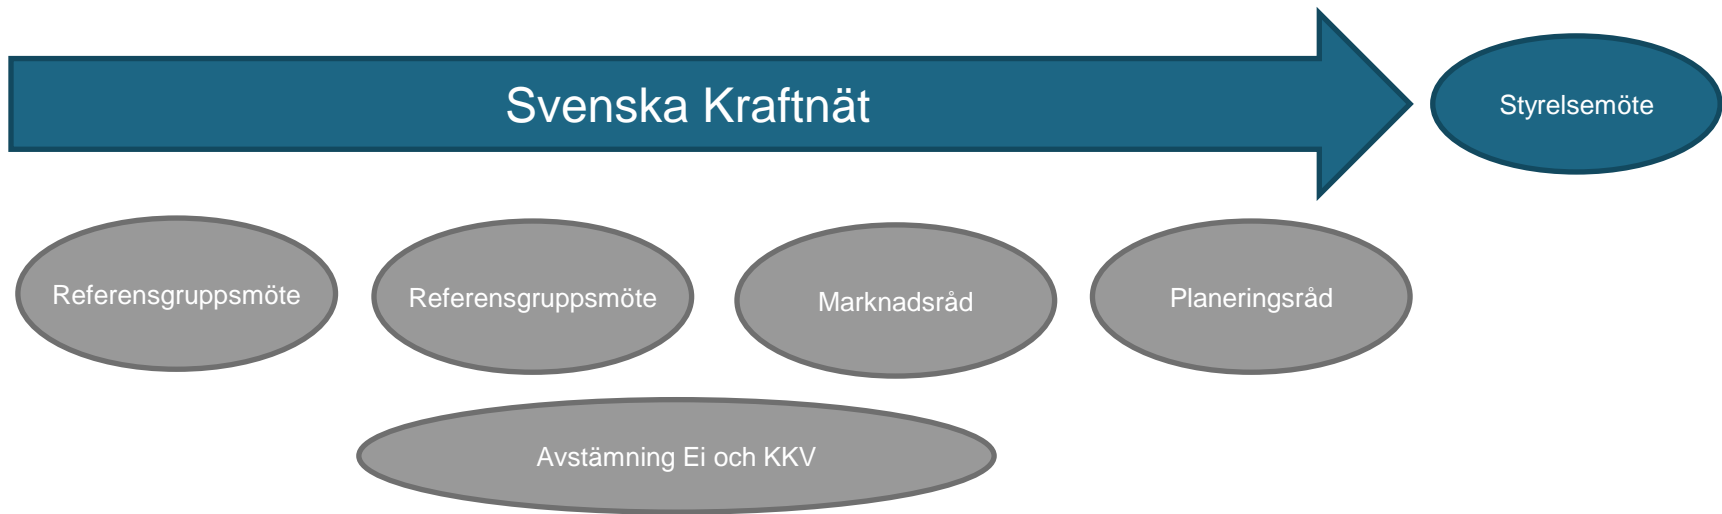 Svenska Kraftnät
Styrelsemöte
Referensgruppsmöte
Referensgruppsmöte
Marknadsråd
Planeringsråd
Avstämning Ei och KKV